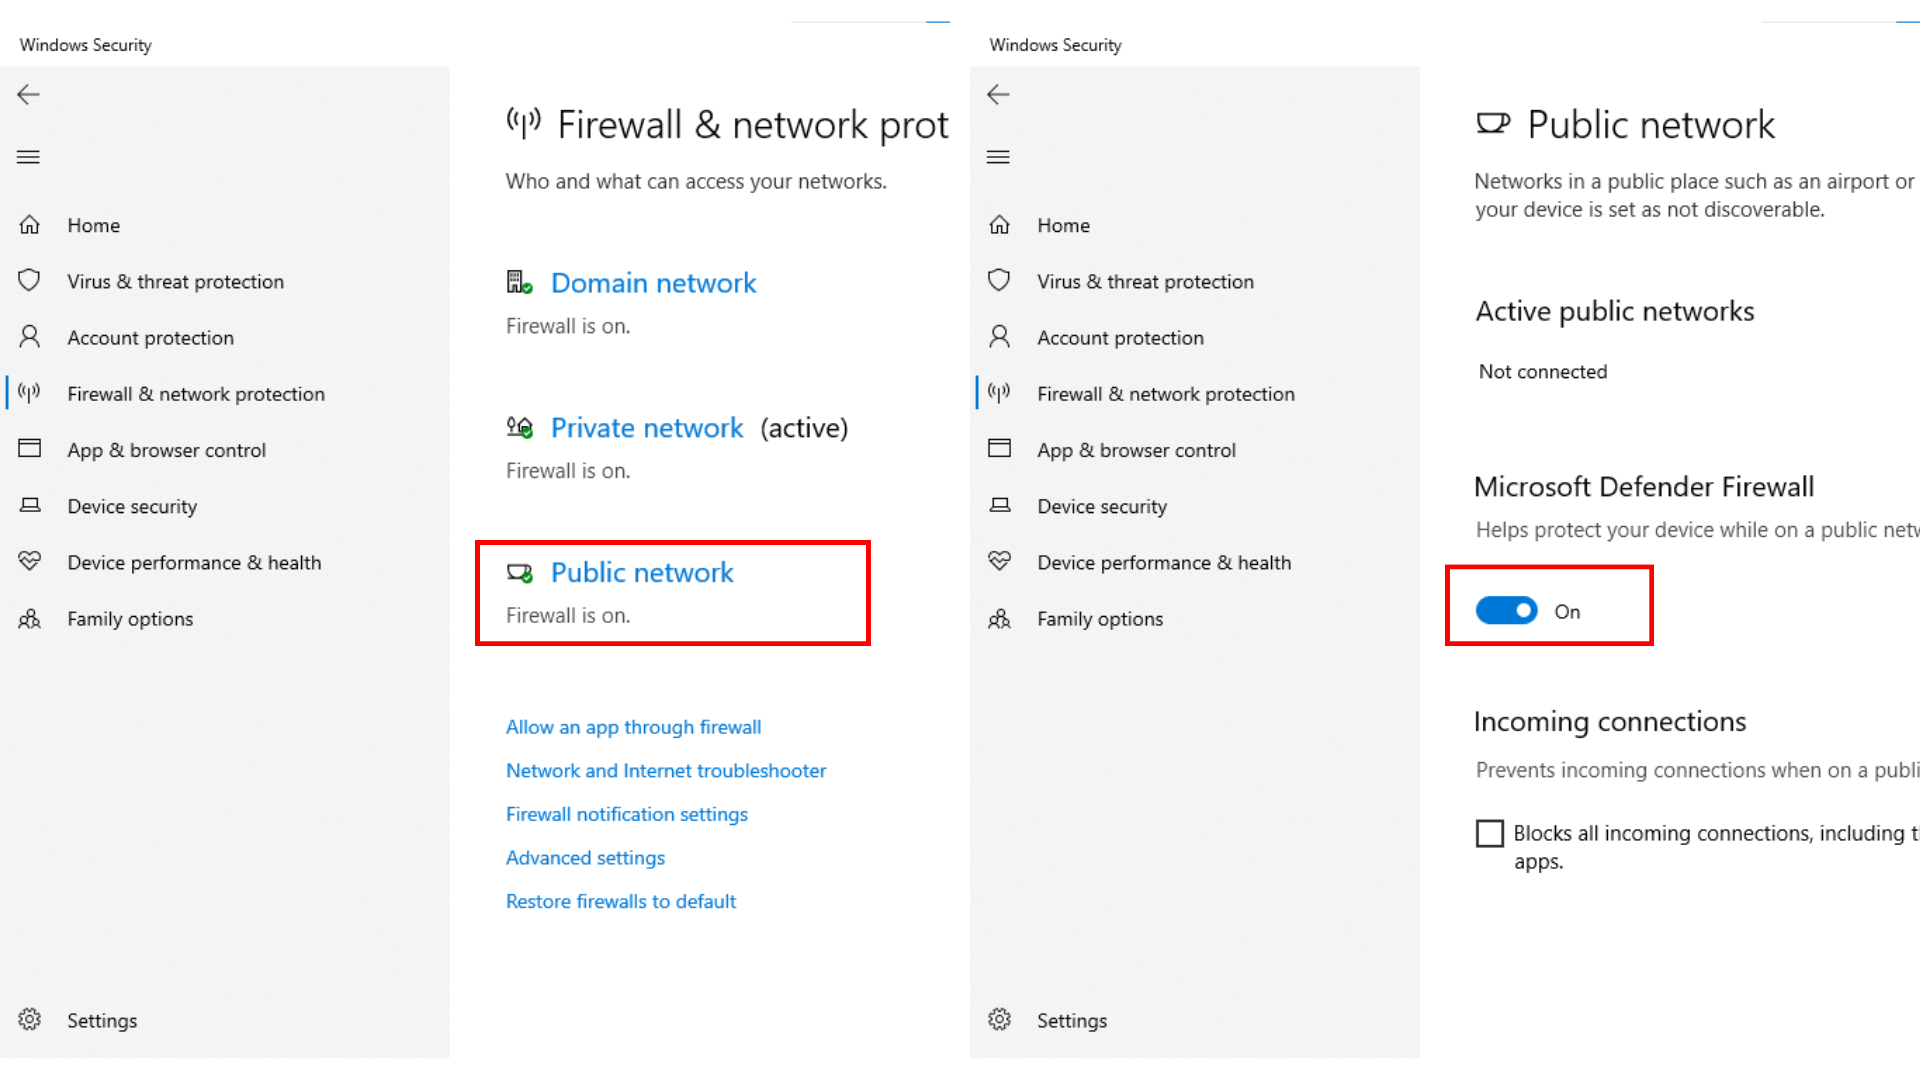 Windows Security
Home
Virus & threat protection
Account protection
Firewall & network protection
App & browser control
Device security
Device performance & health
Family options
Settings
Firewall & network prot
Who and what can access your networks.
Domain network
Firewall is on.
Private network (active)
Firewall is on.
Public network
Firewall is on.
Allow an app through firewall
Network and Internet troubleshooter
Firewall notification settings
Advanced settings
Restore firewalls to default
Windows Security
Home
Virus & threat protection
Account protection
Firewall & network protection
App & browser control
Device security
Device performance & health
Family options
Settings
Public network
Networks in a public place such as an airport or
your device is set as not discoverable.
Active public networks
Not connected
Microsoft Defender Firewall
Helps protect your device while on a public netw
On
Incoming connections
Prevents incoming connections when on a publi
Blocks all incoming connections, including t
apps.